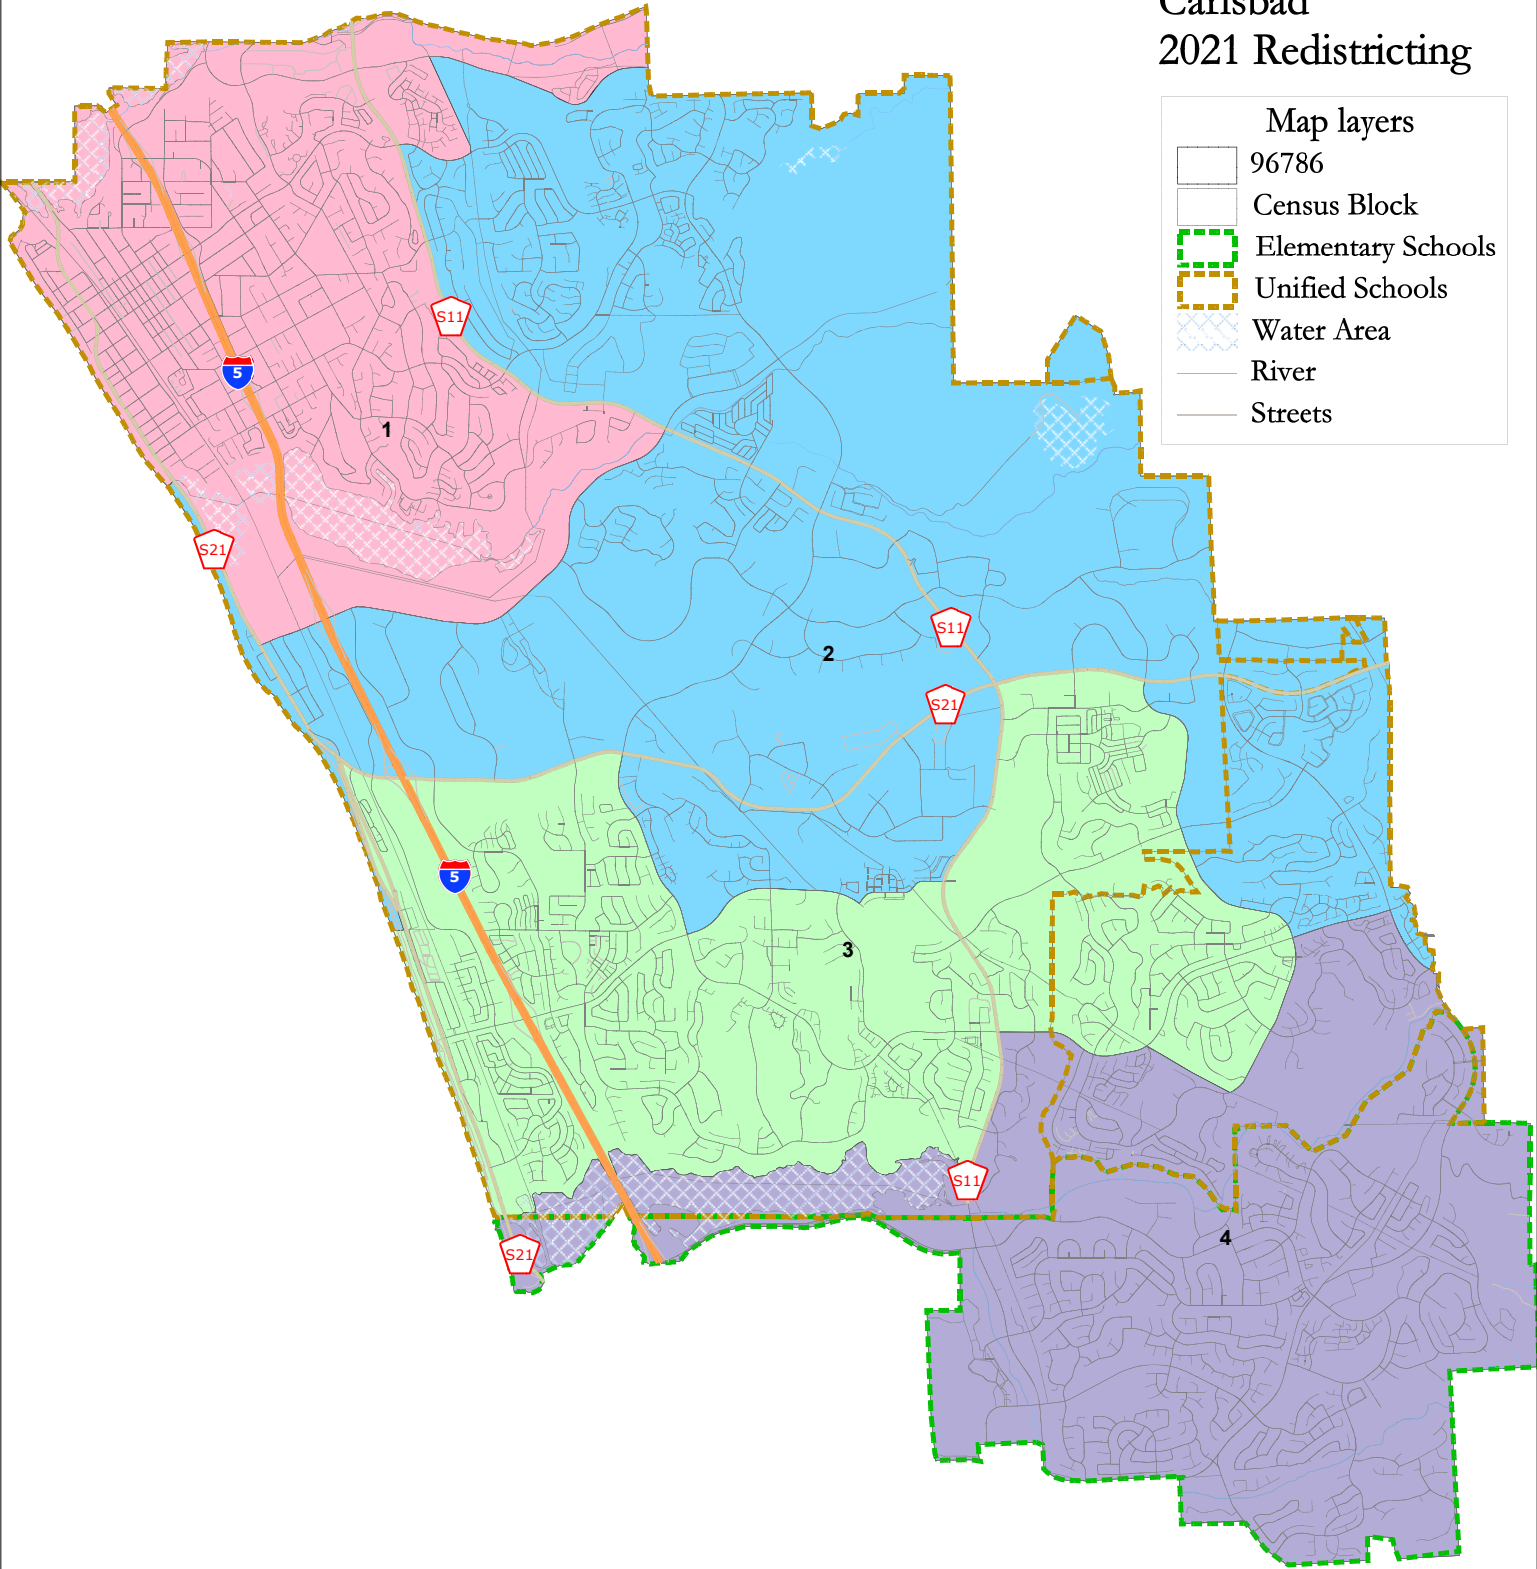 Carlsbad
2021 Redistricting
Map layers
96786
Census Block
Elementary Schools
Unified Schools
Water Area
River
Streets
S11
5
1
S21
S11
2
S21
5
3
S11
4
S21